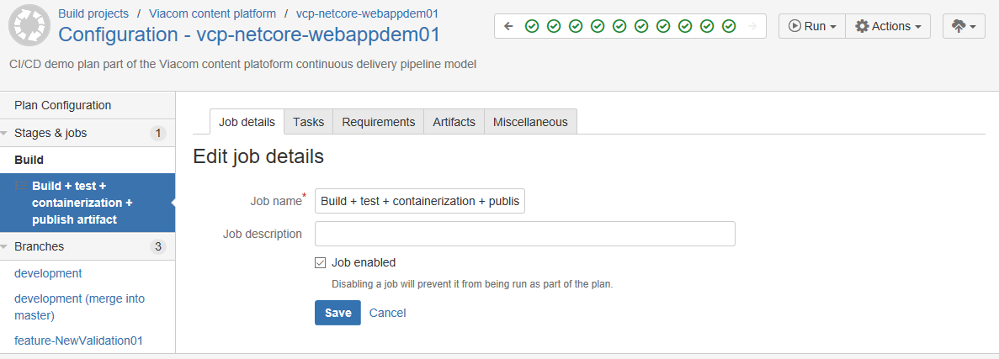 Build projects / Viacom content platform / vcp-netcore-webappdem01
Configuration - vcp-netcore-webappdem01
Run
Actions
CI/CD demo plan part of the Viacom content platoform continuous delivery pipeline model
Plan Configuration
Stages & jobs 1
Build
Build + test +
containerization +
publish artifact
Branches 3
development
development (merge into
master)
feature-NewValidation01
Job details Tasks Requirements Artifacts Miscellaneous
Edit job details
Job name* Build + test + containerization + publis
Job description
Job enabled
Disabling a job will prevent it from being run as part of the plan.
Save Cancel